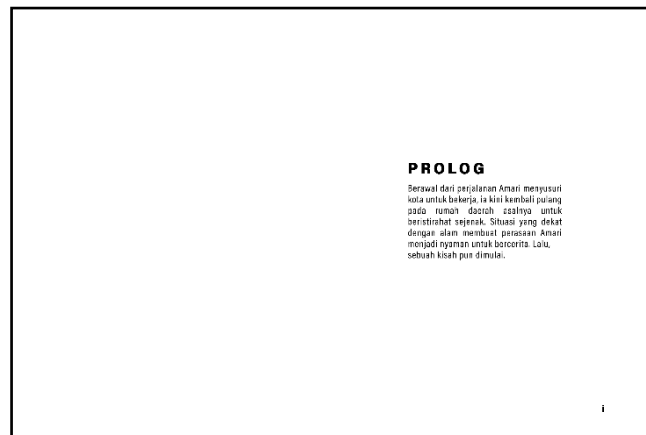 PROLOG
Berawal dari perjalanan Amari menyusuri
kota untuk bekerja, ia kini kembali pulang
pada rumah daerah asalnya untuk
beristirahat sejenak. Situasi yang dekat
dengan alam membuat perasaan Amari
menjadi nyaman untuk bercerita. Lalu,
sebuah kisah pun dimulai.
i